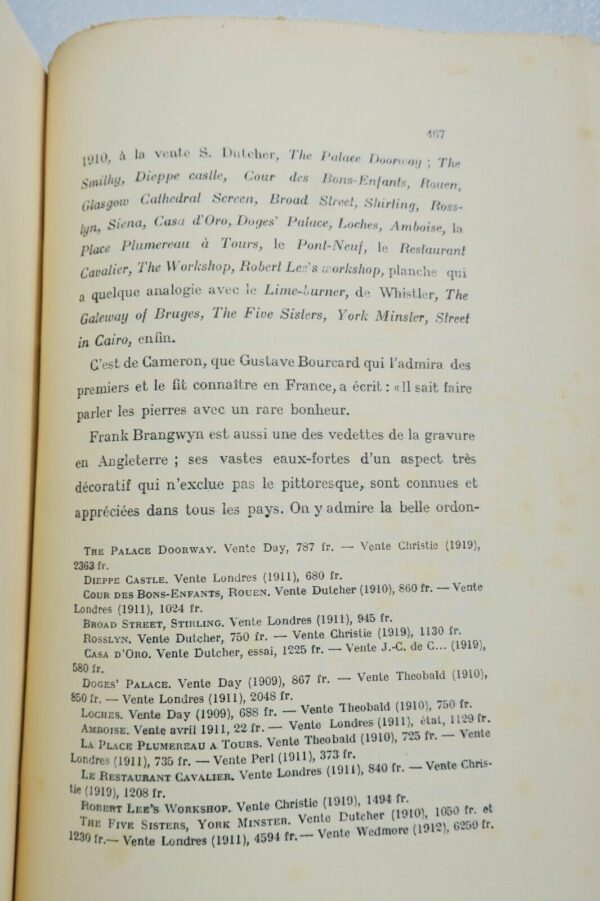 467
1910, à la vente S. Dutcher, The Palace Doorway ; The
Smilhy, Dieppe castle, Cour des Bons-Enfants, Rouen,
Glasgow Cathedral Screen, Broad Street, Shirling, Ross-
lyn, Siena, Casa d'Oro, Doges' Palace, Loches, Amboise, la
Place Plumereau à Tours, le Pont-Neuf, le Restaurant
Cavalier, The Workshop, Roberl Lee's workshop, planche qui
a quelque analogie avec le Lime-burner, de Whistler, The
Galeway of Bruges, The Five Sisters, York Minster, Street
in Cairo, enfin.
C'est de Cameron, que Gustave Bourcard qui l'admira des
premiers et le fit connaître en France, a écrit : « Il sait faire
parler les pierres avec un rare bonheur.
Frank Brangwyn est aussi une des vedettes de la gravure
en Angleterre ; ses vastes eaux-fortes d'un aspect très
décoratif qui n'exclue pas le pittoresque, sont connues et
appréciées dans tous les pays. On y admire la belle ordon-
THE PALACE DOORWAY. Vente Day, 787 fr. — Vente Christie (1919),
2363 fr.
DIEPPE CASTLE. Vente Londres (1911), 680 fr.
COUR DES BONS-ENFANTS, ROUEN. Vente Dutcher (1910), 860 fr. — Vente
Londres (1911), 1024 fr.
BROAD STREET, STIRLING. Vente Londres (1911), 945 fr.
ROSSLYN. Vente Dutcher, 750 fr. — Vente Christie (1919), 1130 fr.
CASA D'ORO. Vente Dutcher, essai, 1225 fr. — Vente J.-C. de C... (1919),
580 fr.
DOGES' PALACE. Vente Day (1909), 867 fr. — Vente Theobald (1910),
850 fr. — Vente Londres (1911), 2048 fr.
LOCHES. Vente Day (1909), 688 fr. — Vente Theobald (1910), 750 fr.
AMBOISE. Vente avril 1911, 22 fr. — Vente Londres (1911), état, 1129 fr.
LA PLACE PLUMEREAU A TOURS. Vente Theobald (1910), 725 fr. — Vente
Londres (1911), 735 fr. — Vente Perl (1911), 373 fr.
LE RESTAURANT CAVALIER. Vente Londres (1911), 840 fr. — Vente Chris-
tie (1919), 1208 fr.
ROBERT LEE'S WORKSHOP. Vente Christie (1919), 1494 fr.
THE FIVE SISTERS, YORK MINSTER. Vente Dutcher (1910), 1050 fr. et
1230 fr.— Vente Londres (1911), 4594 fr. — Vente Wedmore (1912), 6250 fr.